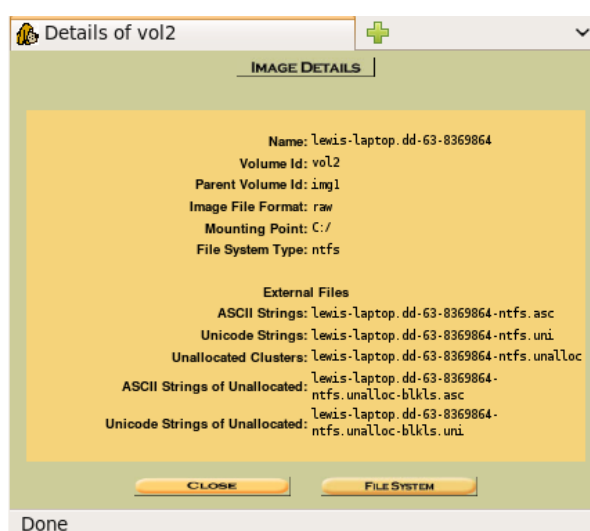 Details of vol2
IMAGE DETAILS
Name: lewis-laptop.dd-63-8369864
Volume Id: vol2
Parent Volume Id: img1
Image File Format: raw
Mounting Point: C:/
File System Type: ntfs
External Files
ASCII Strings: lewis-laptop.dd-63-8369864-ntfs.asc
Unicode Strings: lewis-laptop.dd-63-8369864-ntfs.uni
Unallocated Clusters: lewis-laptop.dd-63-8369864-ntfs.unalloc
ASCII Strings of Unallocated: lewis-laptop.dd-63-8369864-
ntfs.unalloc-blkls.asc
Unicode Strings of Unallocated: lewis-laptop.dd-63-8369864-
ntfs.unalloc-blkls.uni
CLOSE FILE SYSTEM
Done